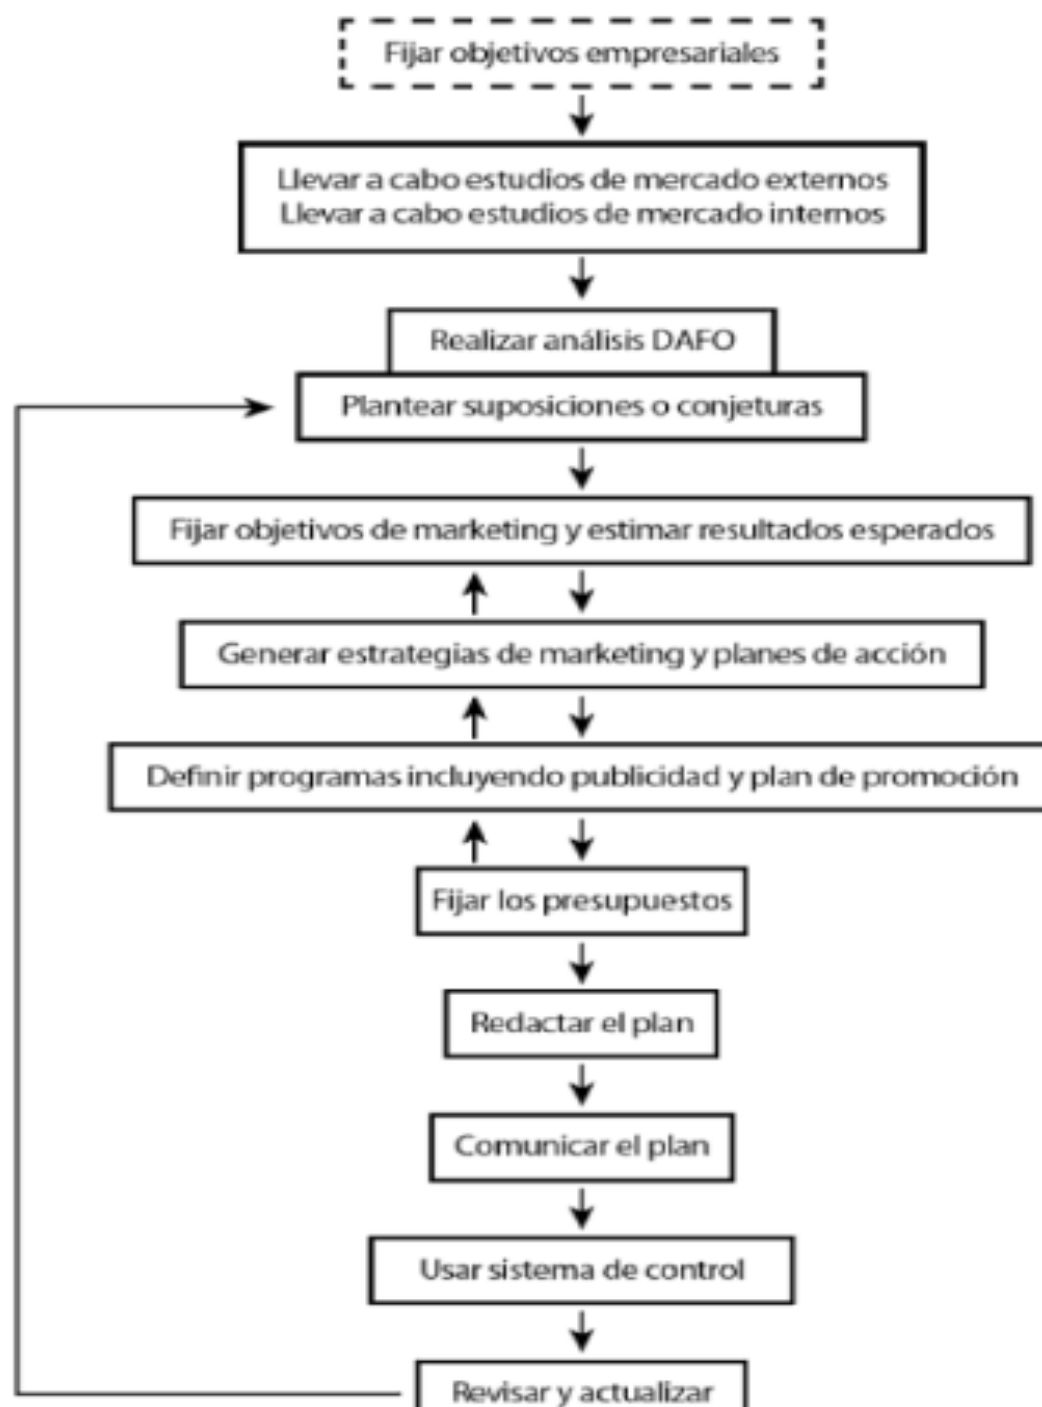 Fijar objetivos empresariales
Llevar a cabo estudios de mercado externos
Llevar a cabo estudios de mercado internos
Realizar análisis DAFO
Plantear suposiciones o conjeturas
Fijar objetivos de marketing y estimar resultados esperados
Generar estrategias de marketing y planes de acción
Definir programas incluyendo publicidad y plan de promoción
Fijar los presupuestos
Redactar el plan
Comunicar el plan
Usar sistema de control
Revisar y actualizar